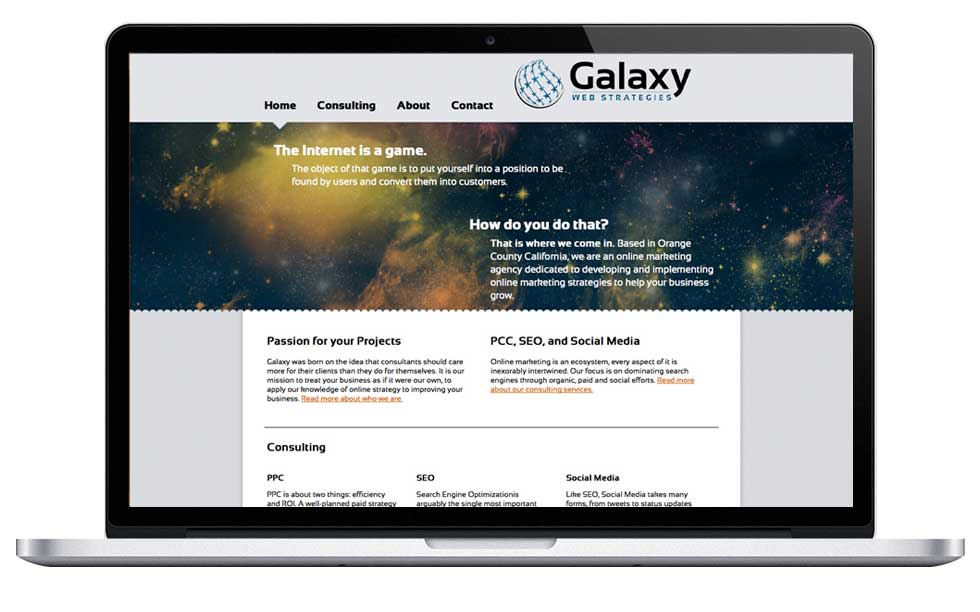 Galaxy
WEB STRATEGIES
Home Consulting About Contact
The Internet is a game.
The object of that game is to put yourself into a position to be
found by users and convert them into customers.
How do you do that?
That is where we come in. Based in Orange
County California, we are an online marketing
agency dedicated to developing and implementing
online marketing strategies to help your business
grow.
Passion for your Projects
Galaxy was born on the idea that consultants should care
more for their clients than they do for themselves. It is our
mission to treat your business as if it were our own, to
apply our knowledge of online strategy to improving your
business. Read more about who we are.
PCC, SEO, and Social Media
Online marketing is an ecosystem, every aspect of it is
inexorably intertwined. Our focus is on dominating search
engines through organic, paid and social efforts. Read more
about our consulting services.
Consulting
PPC
PPC is about two things: efficiency
and ROI. A well-planned paid strategy
SEO
Search Engine Optimizationis
arguably the single most important
Social Media
Like SEO, Social Media takes many
forms, from tweets to status updates